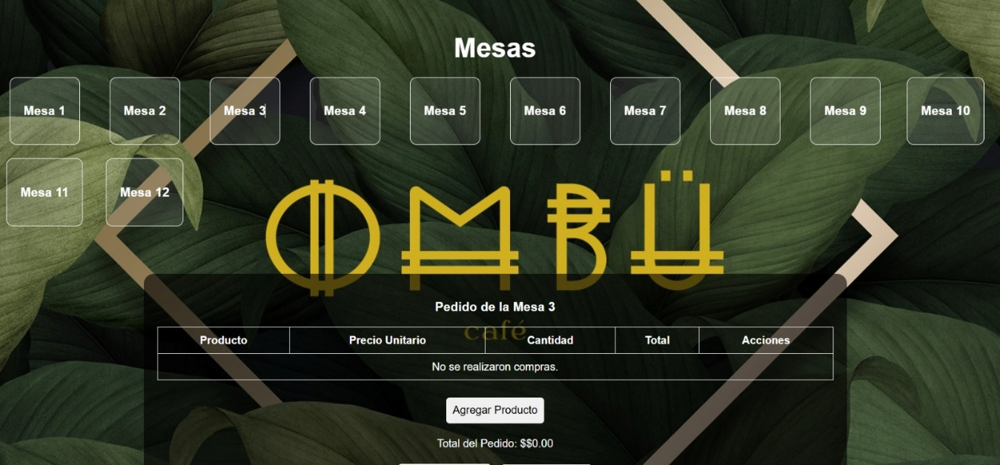 Mesas
Mesa 1 Mesa 2 Mesa 3 Mesa 4 Mesa 5 Mesa 6 Mesa 7 Mesa 8 Mesa 9 Mesa 10
Mesa 11 Mesa 12
OMBÜ
café
Pedido de la Mesa 3
Producto Precio Unitario Cantidad Total Acciones
No se realizaron compras.
Agregar Producto
Total del Pedido: $$0.00